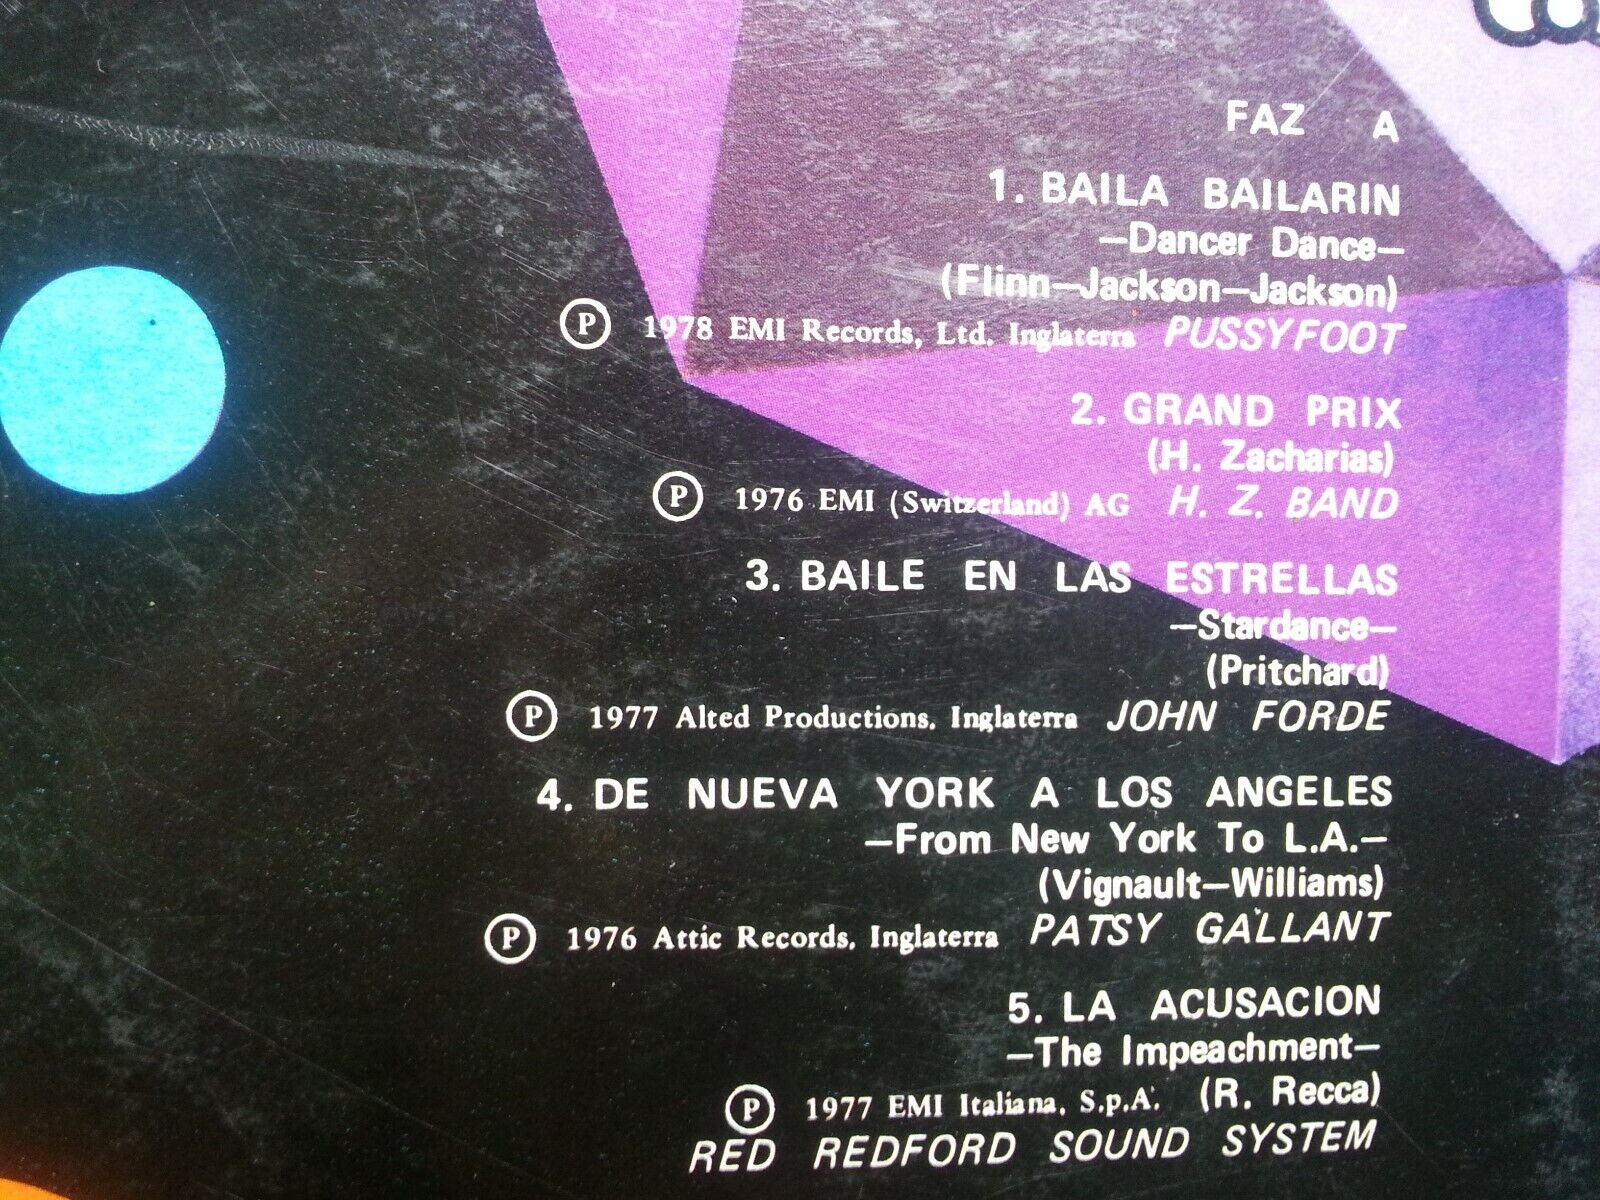 FAZ A
1. BAILA BAILARIN
—Dancer Dance—
(Flinn—Jackson—Jackson)
Ⓟ 1978 EMI Records, Ltd. Inglaterra PUSSYFOOT
2. GRAND PRIX
(H. Zacharias)
Ⓟ 1976 EMI (Switzerland) AG H. Z. BAND
3. BAILE EN LAS ESTRELLAS
—Stardance—
(Pritchard)
Ⓟ 1977 Alted Productions. Inglaterra JOHN FORDE
4. DE NUEVA YORK A LOS ANGELES
—From New York To L.A.—
(Vignault—Williams)
Ⓟ 1976 Attic Records. Inglaterra PATSY GALLANT
5. LA ACUSACION
—The Impeachment—
Ⓟ 1977 EMI Italiana. S.p.A. (R. Recca)
RED REDFORD SOUND SYSTEM